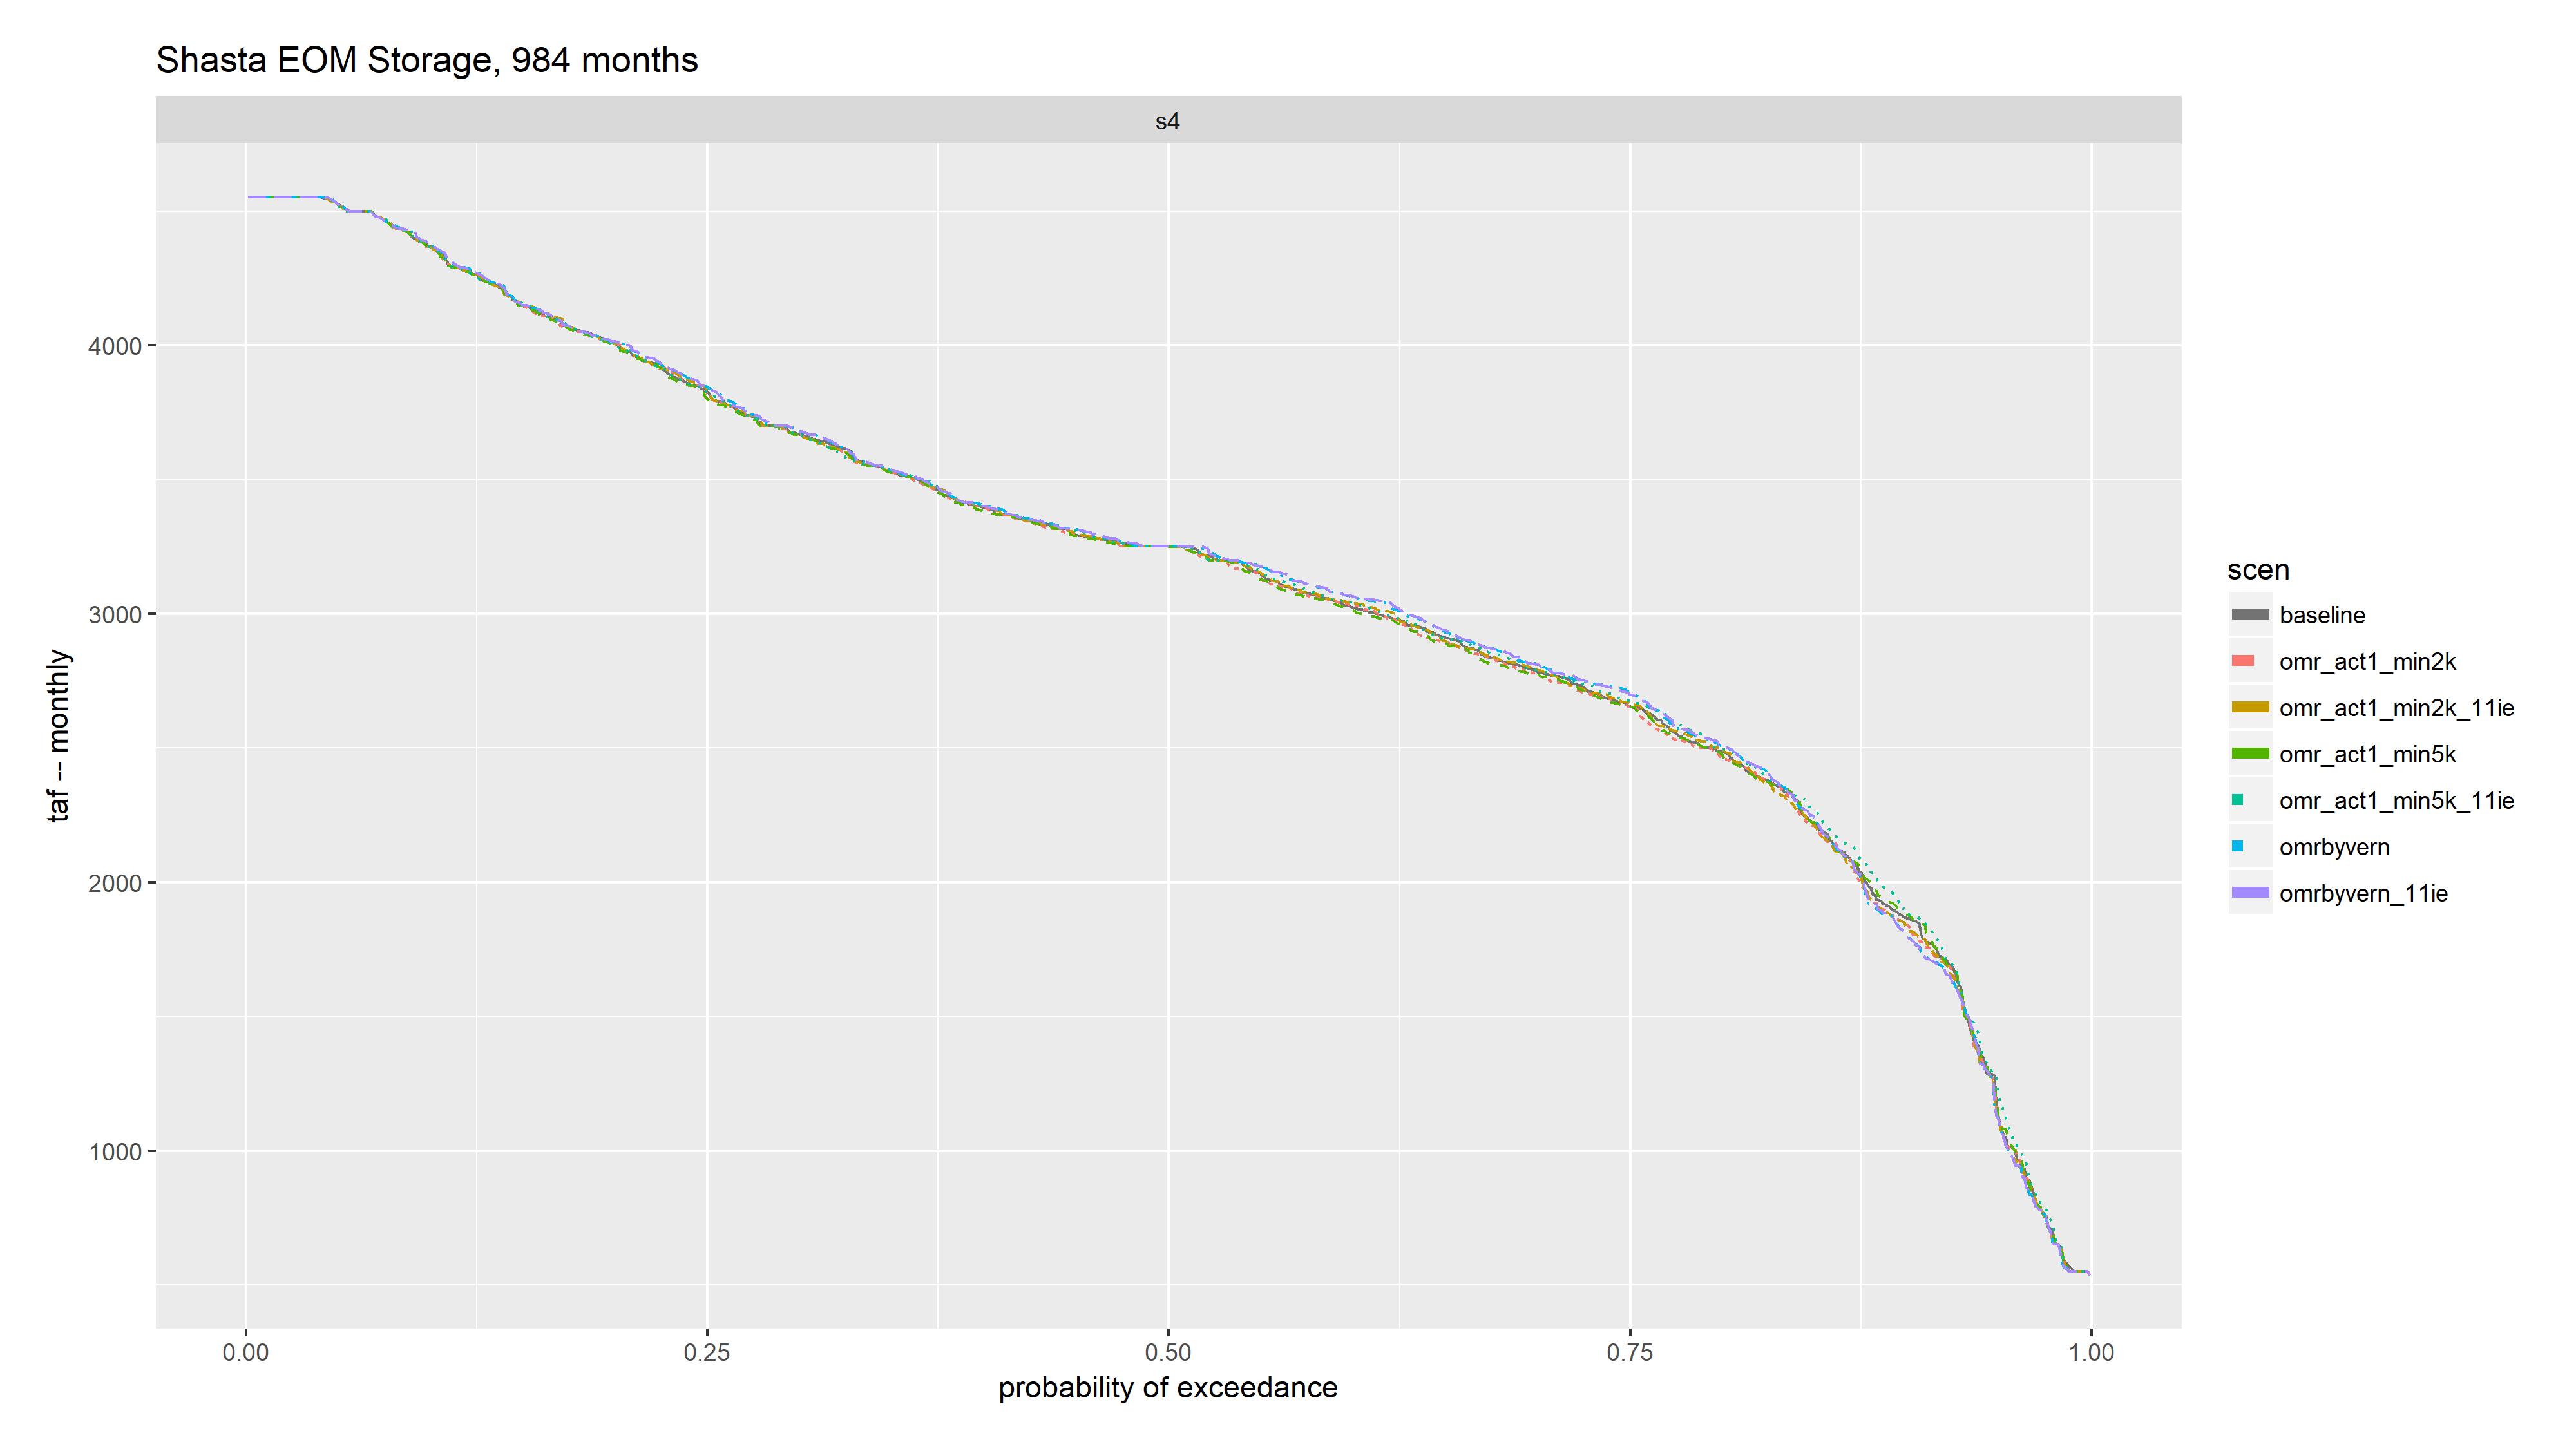 Shasta EOM Storage, 984 months
s4
4000
3000
2000
1000
taf -- monthly
0.00 0.25 0.50 0.75 1.00
probability of exceedance
scen
baseline
omr_act1_min2k
omr_act1_min2k_11ie
omr_act1_min5k
omr_act1_min5k_11ie
omrbyvern
omrbyvern_11ie